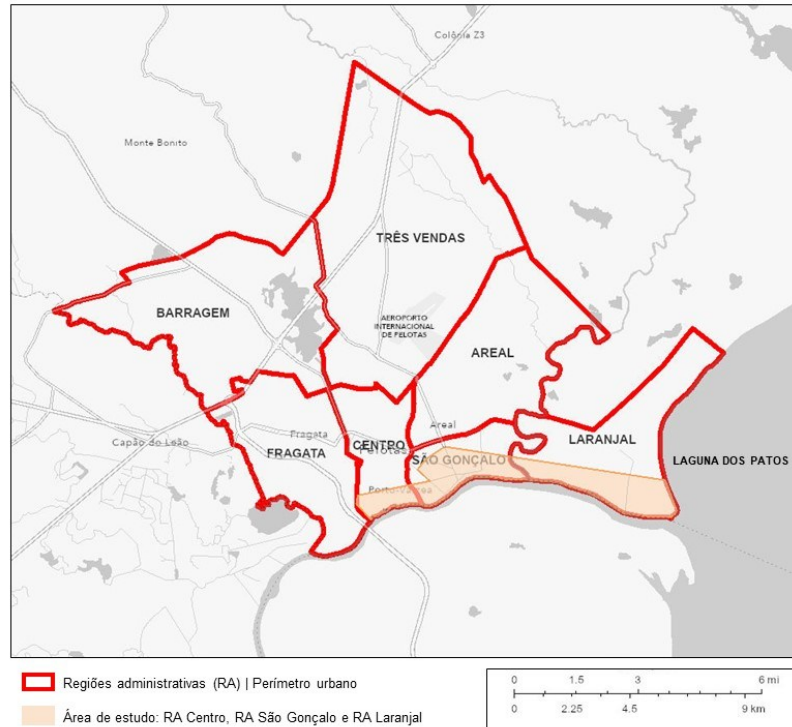 Colônia Z3
Monte Bonito
TRÊS VENDAS
BARRAGEM
AEROPORTO
INTERNACIONAL
DE PELOTAS
AREAL
Areal
Fragata
CENTRO
LARANJAL
Capão do Leão
FRAGATA
Pelotas
SÃO GONÇALO
LAGUNA DOS PATOS
Regiões administrativas (RA) | Perímetro urbano
Área de estudo: RA Centro, RA São Gonçalo e RA Laranjal
0 1.5 3 6 mi
0 2.25 4.5 9 km